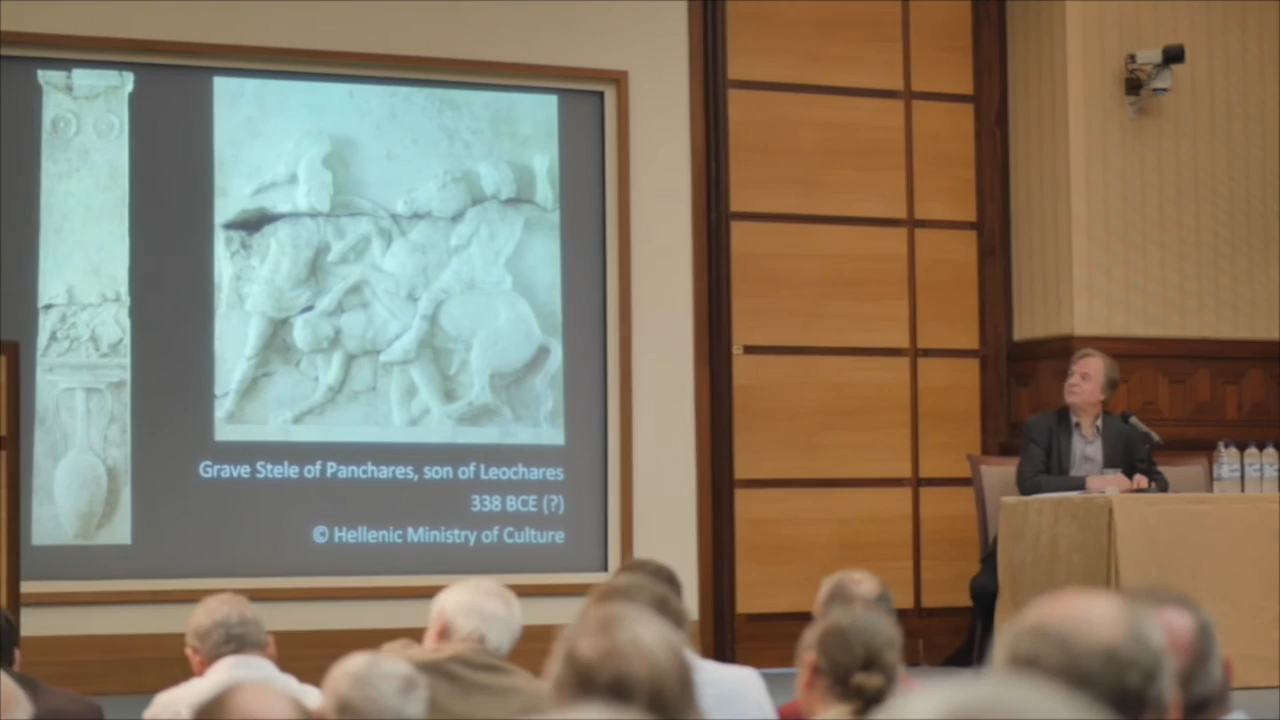 Grave Stele of Panchares, son of Leochares
338 BCE (?)
© Hellenic Ministry of Culture